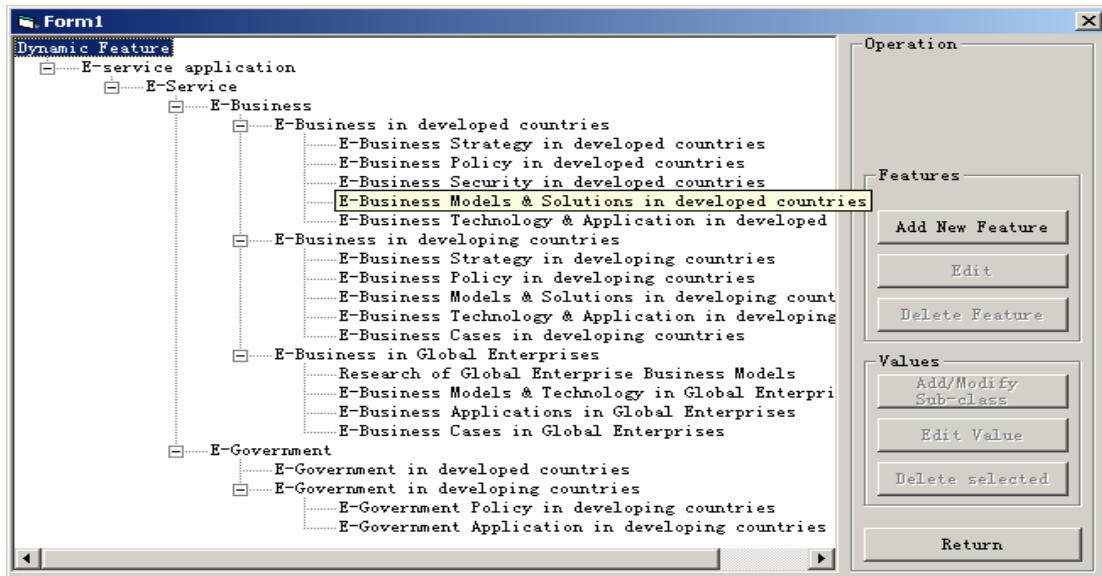 Form1
Dynamic Feature
E-service application
E-Service
E-Business
E-Business in developed countries
E-Business Strategy in developed countries
E-Business Policy in developed countries
E-Business Security in developed countries
E-Business Models & Solutions in developed countries
E-Business Technology & Application in developed
E-Business in developing countries
E-Business Strategy in developing countries
E-Business Policy in developing countries
E-Business Models & Solutions in developing count
E-Business Technology & Application in developing
E-Business Cases in developing countries
E-Business in Global Enterprises
Research of Global Enterprise Business Models
E-Business Models & Technology in Global Enterpri
E-Business Applications in Global Enterprises
E-Business Cases in Global Enterprises
E-Government
E-Government in developed countries
E-Government in developing countries
E-Government Policy in developing countries
E-Government Application in developing countries
Operation
Features
Add New Feature
Edit
Delete Feature
Values
Add/Modify
Sub-class
Edit Value
Delete selected
Return